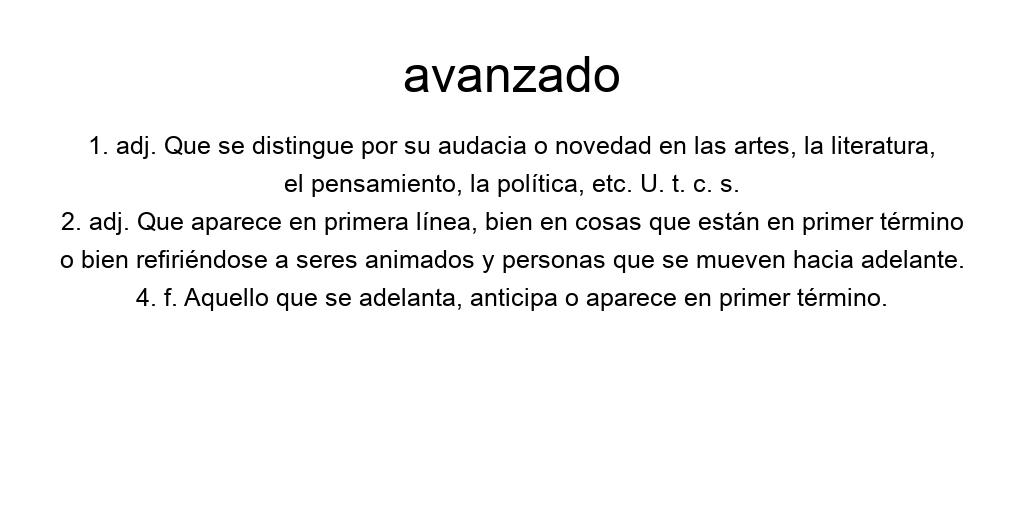 avanzado
1. adj. Que se distingue por su audacia o novedad en las artes, la literatura,
el pensamiento, la política, etc. U. t. c. s.
2. adj. Que aparece en primera línea, bien en cosas que están en primer término
o bien refiriéndose a seres animados y personas que se mueven hacia adelante.
4. f. Aquello que se adelanta, anticipa o aparece en primer término.